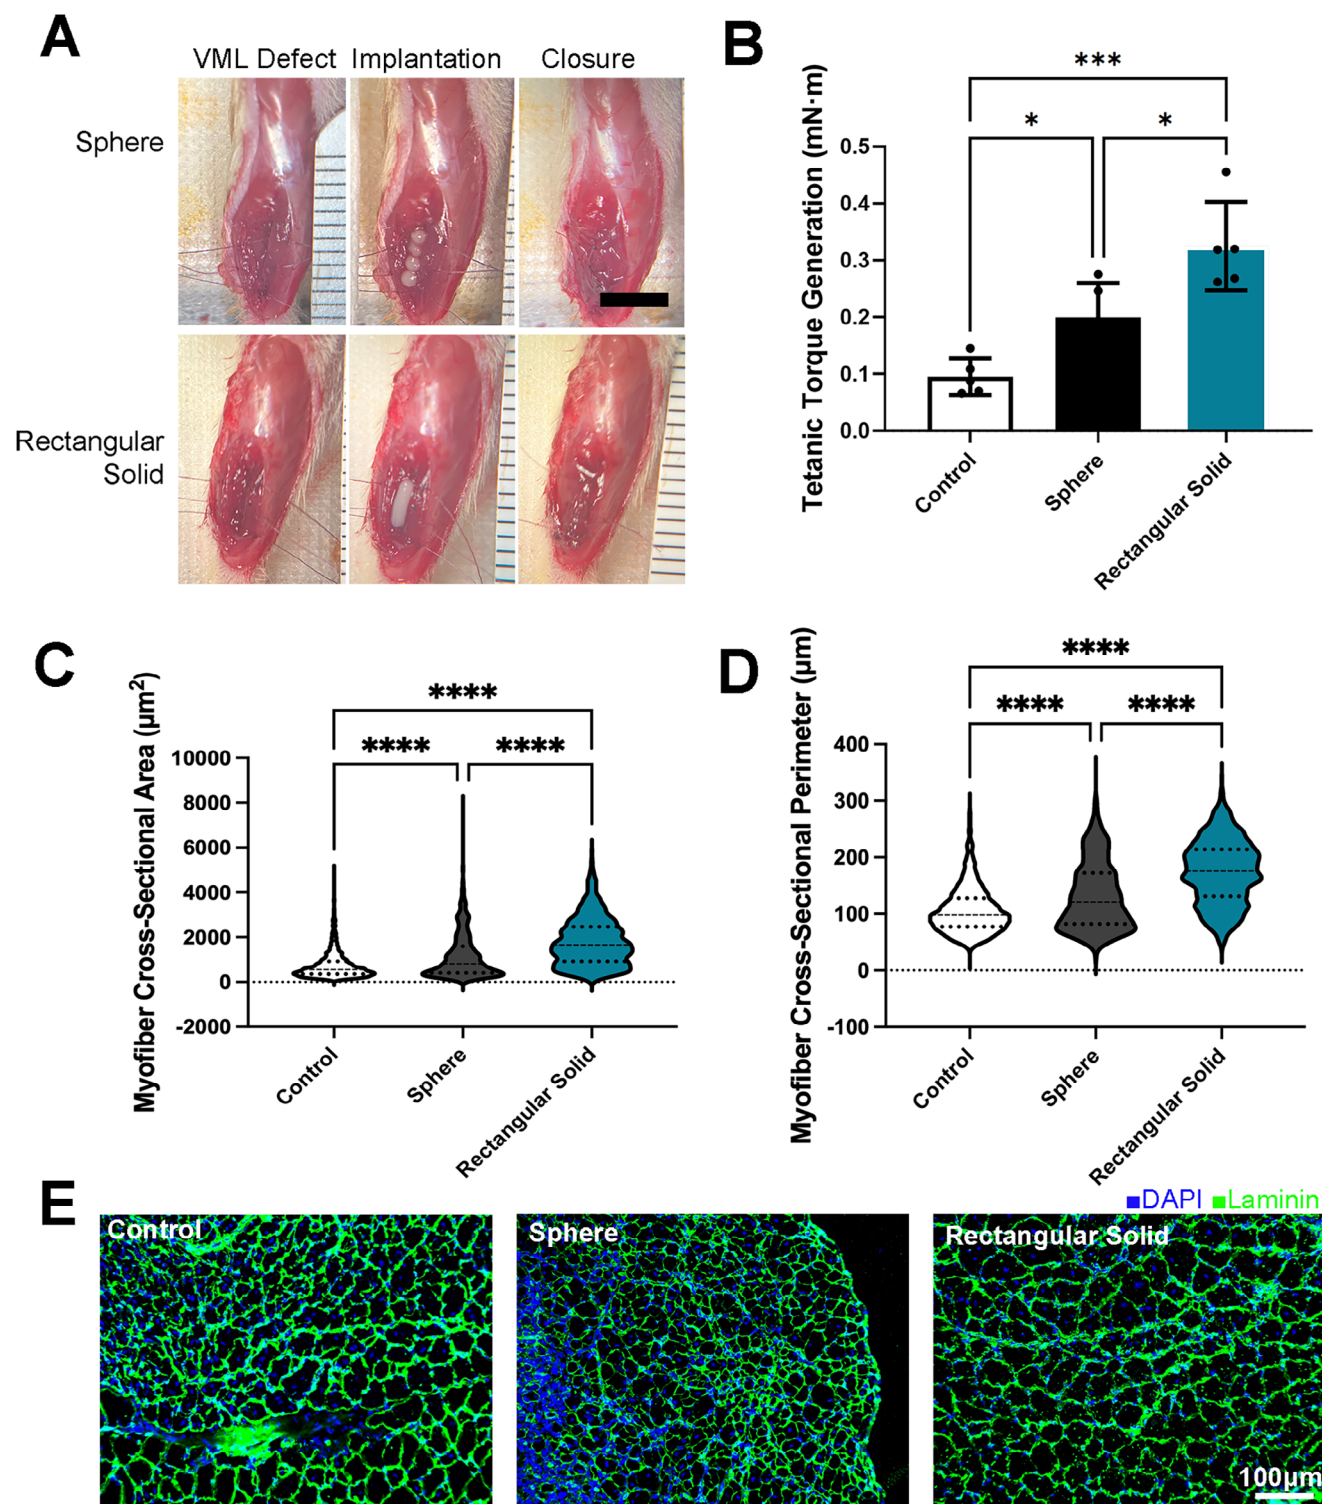 A
VML Defect
Implantation
Closure
Sphere
Rectangular
Solid
B
***
*
*
Tetanic Torque Generation (mN·m)
0.5
0.4
0.3
0.2
0.1
0.0
Control
Sphere
Rectangular Solid
C
****
****
****
Myofiber Cross-Sectional Area (µm²)
10000
8000
6000
4000
2000
0
-2000
Control
Sphere
Rectangular Solid
D
****
****
****
Myofiber Cross-Sectional Perimeter (µm)
400
300
200
100
0
-100
Control
Sphere
Rectangular Solid
E
DAPI
Laminin
Control
Sphere
Rectangular Solid
100µm